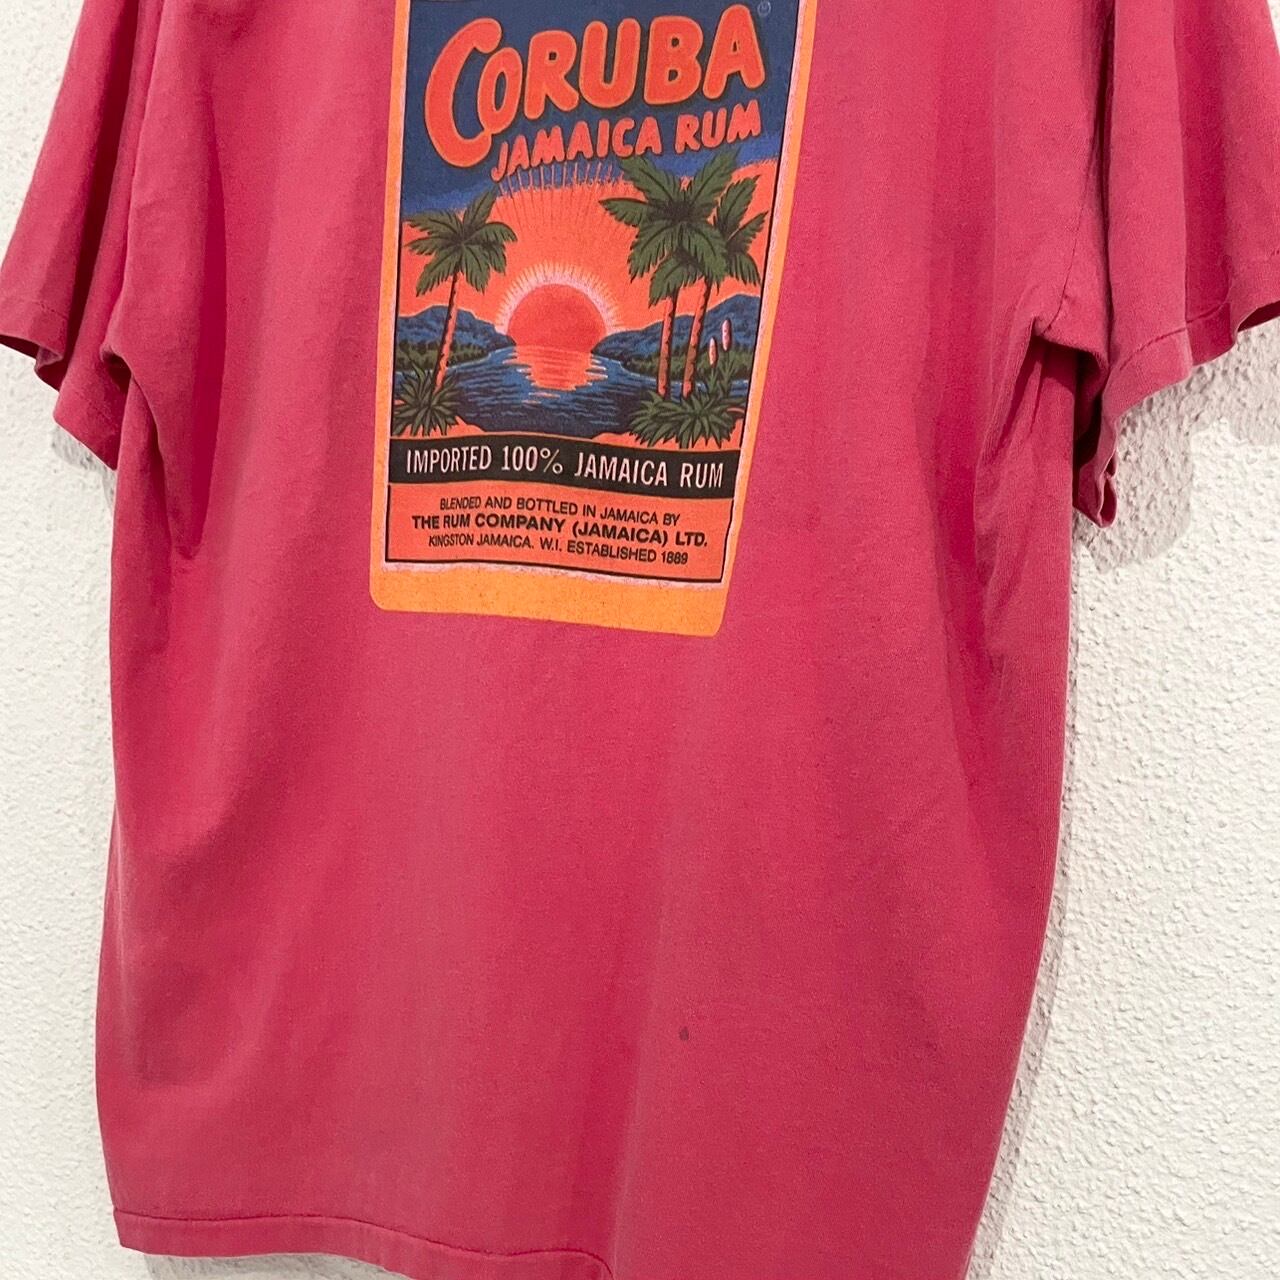 CORUBA
JAMAICA RUM
IMPORTED 100% JAMAICA RUM
BLENDED AND BOTTLED IN JAMAICA BY
THE RUM COMPANY (JAMAICA) LTD.
KINGSTON JAMAICA. W.I. ESTABLISHED 1889